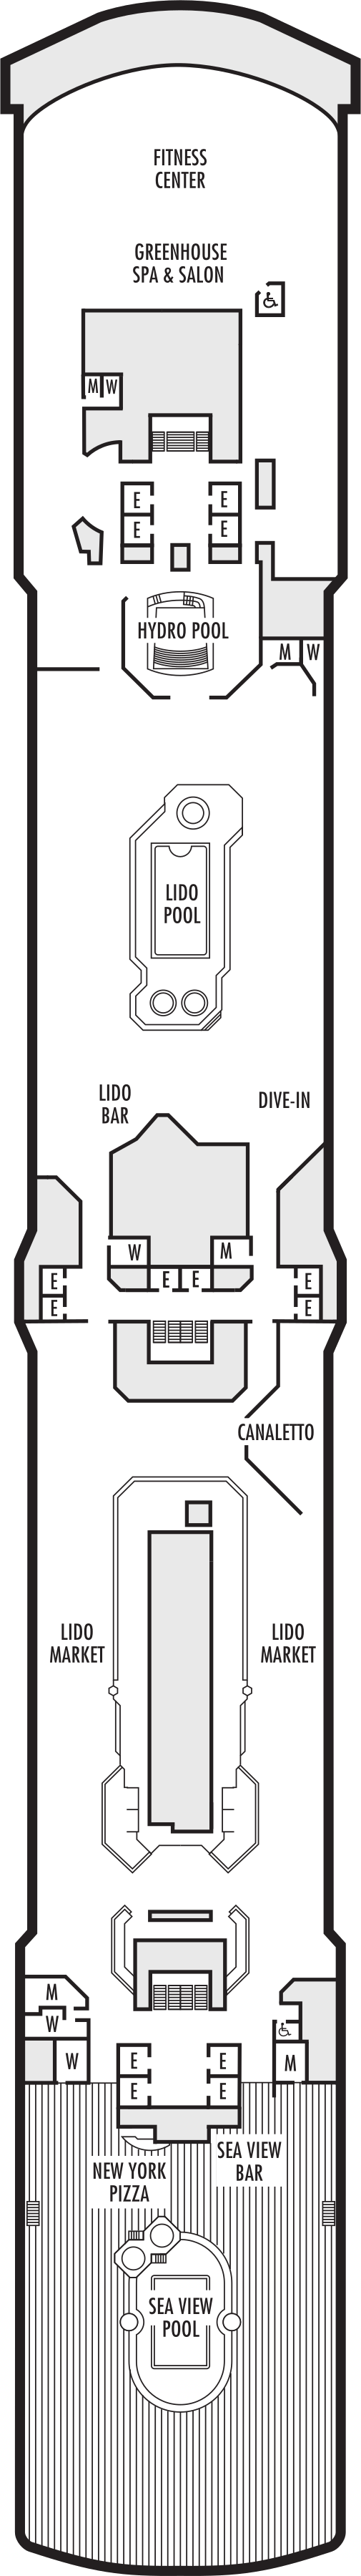 FITNESS
CENTER
GREENHOUSE
SPA & SALON
M W
E E
E E
HYDRO POOL
M W
LIDO
POOL
LIDO
BAR
DIVE-IN
W M
E E E E
E E
CANALETTO
LIDO
MARKET
LIDO
MARKET
M
W
W
M
E E
E E
SEA VIEW
BAR
NEW YORK
PIZZA
SEA VIEW
POOL